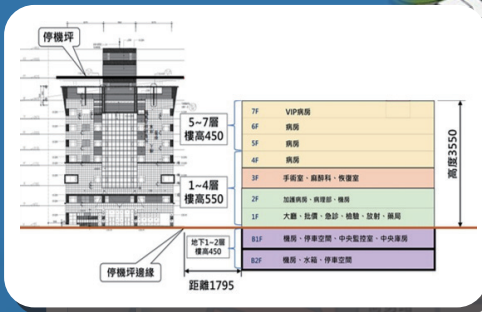 停機坪
5~7層
樓高450
1~4層
樓高550
地下1~2層
樓高450
停機坪邊緣
距離1795
7F VIP病房
6F 病房
5F 病房
4F 病房
3F 手術室、麻醉科、恢復室
2F 加護病房、病理部、機房
1F 大廳、批價、急診、檢驗、放射、藥局
B1F 機房、停車空間、中央監控室、中央庫房
B2F 機房、水箱、停車空間
高度3550